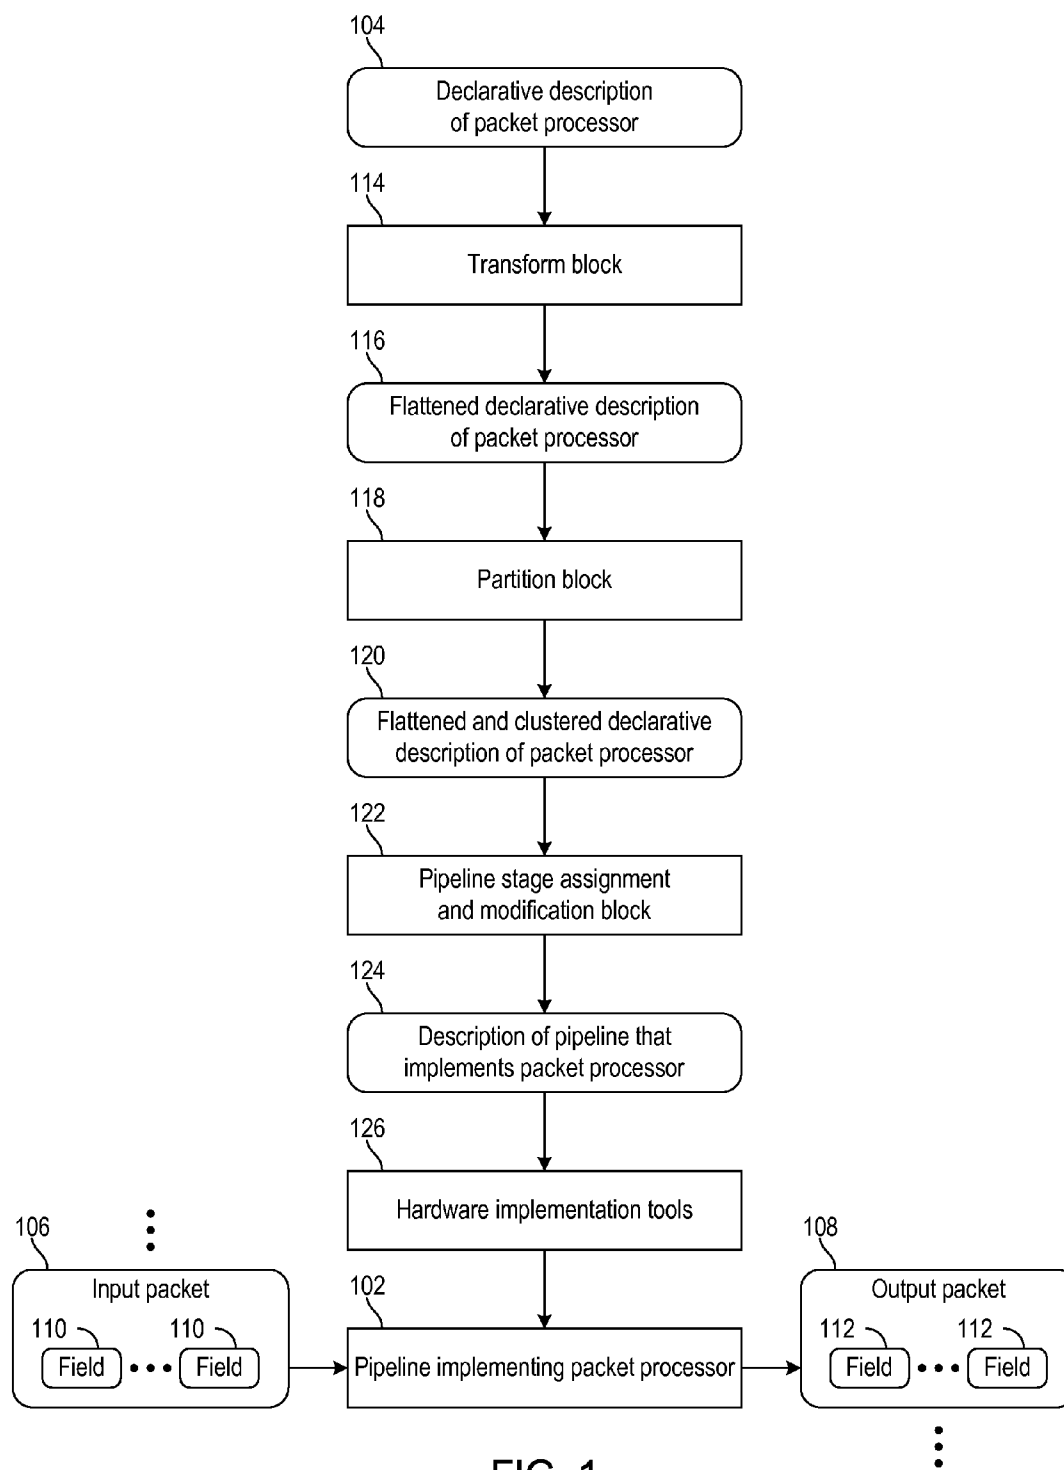 104
Declarative description
of packet processor
114
Transform block
116
Flattened declarative description
of packet processor
118
Partition block
120
Flattened and clustered declarative
description of packet processor
122
Pipeline stage assignment
and modification block
124
Description of pipeline that
implements packet processor
126
Hardware implementation tools
106
Input packet
110
110
Field
Field
102
Pipeline implementing packet processor
108
Output packet
112
112
Field
Field
FIG. 1